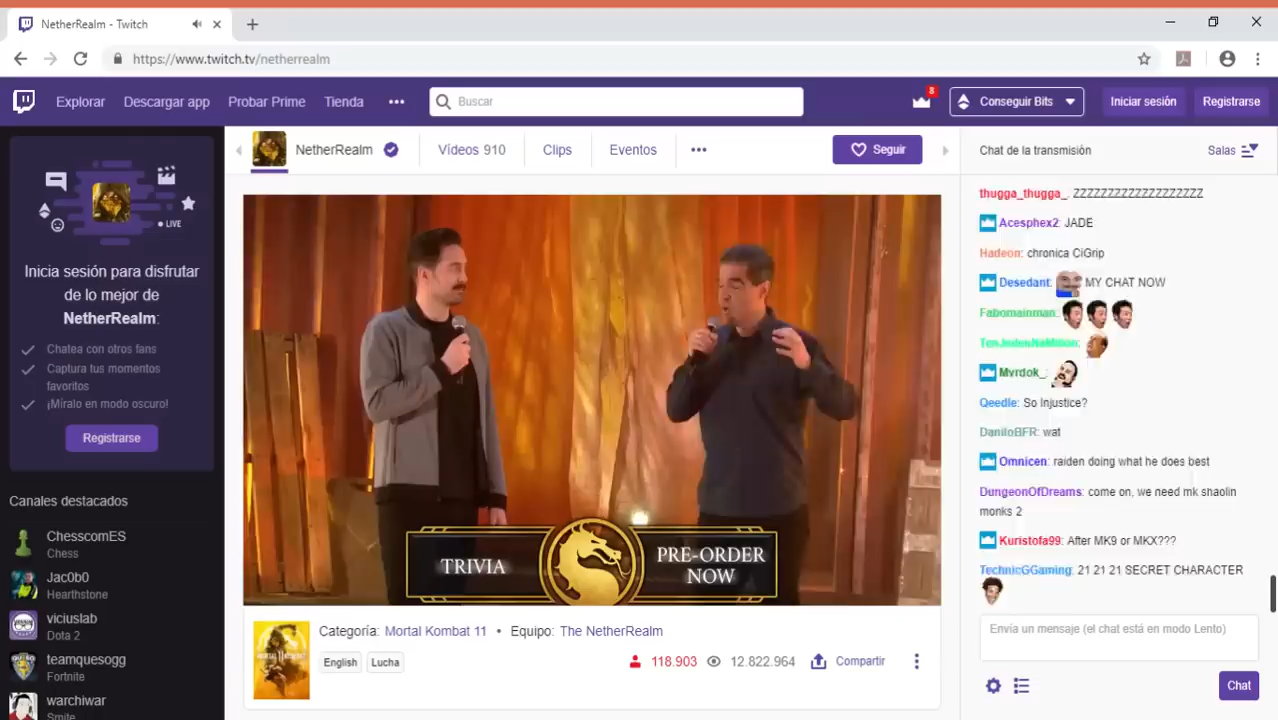 NetherRealm - Twitch
https://www.twitch.tv/netherrealm
Explorar
Descargar app
Probar Prime
Tienda
Buscar
8
Conseguir Bits
Iniciar sesión
Registrarse
LIVE
Inicia sesión para disfrutar
de lo mejor de
NetherRealm:
Chatea con otros fans
Captura tus momentos
favoritos
¡Míralo en modo oscuro!
Registrarse
Canales destacados
ChesscomES
Chess
Jac0b0
Hearthstone
viciuslab
Dota 2
teamquesogg
Fortnite
warchiwar
Smite
NetherRealm
Vídeos 910
Clips
Eventos
Seguir
TRIVIA
PRE-ORDER
NOW
Categoría: Mortal Kombat 11 • Equipo: The NetherRealm
English
Lucha
118.903
12.822.964
Compartir
Chat de la transmisión
Salas
thugga_thugga_: ZZZZZZZZZZZZZZZZZZZ
Acesphex2: JADE
Hadeon: chronica CiGrip
Desedant: MY CHAT NOW
Fabomainman:
Myrdok_:
Qeedle: So Injustice?
DaniloBFR: wat
Omnicen: raiden doing what he does best
DungeonOfDreams: come on, we need mk shaolin
monks 2
Kuristofa99: After MK9 or MKX???
TechnicGGaming: 21 21 21 SECRET CHARACTER
Envía un mensaje (el chat está en modo Lento)
Chat